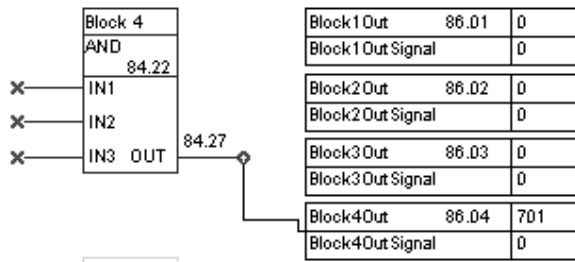 Block 4
AND
84.22
IN1
IN2
IN3 OUT
84.27
Block1Out 86.01 0
Block1OutSignal 0
Block2Out 86.02 0
Block2OutSignal 0
Block3Out 86.03 0
Block3OutSignal 0
Block4Out 86.04 701
Block4OutSignal 0